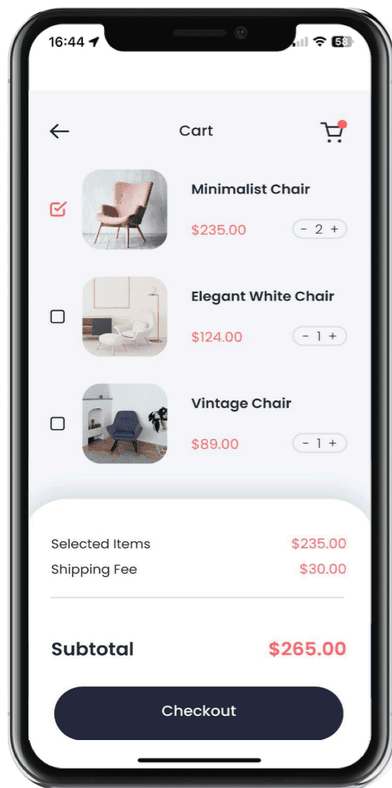 16:44 58
Cart
Minimalist Chair
$235.00 - 2 +
Elegant White Chair
$124.00 - 1 +
Vintage Chair
$89.00 - 1 +
Selected Items $235.00
Shipping Fee $30.00
Subtotal $265.00
Checkout